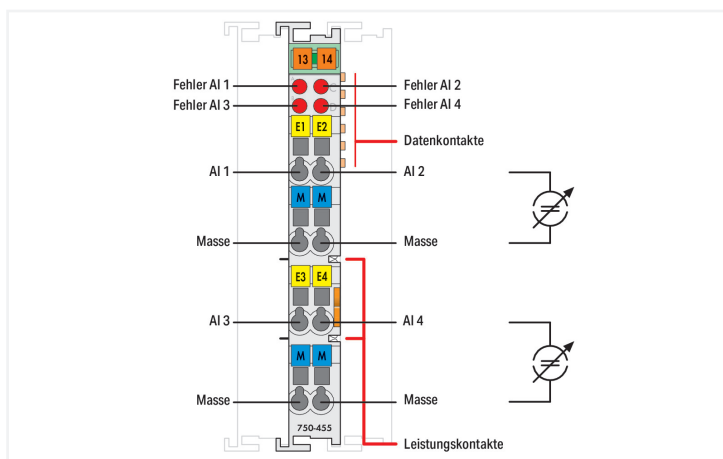 13 14
Fehler AI 1 Fehler AI 2
Fehler AI 3 Fehler AI 4
E1 E2
Datenkontakte
AI 1 AI 2
M M
Masse Masse
E3 E4
AI 3 AI 4
M M
Masse Masse
750-455
Leistungskontakte